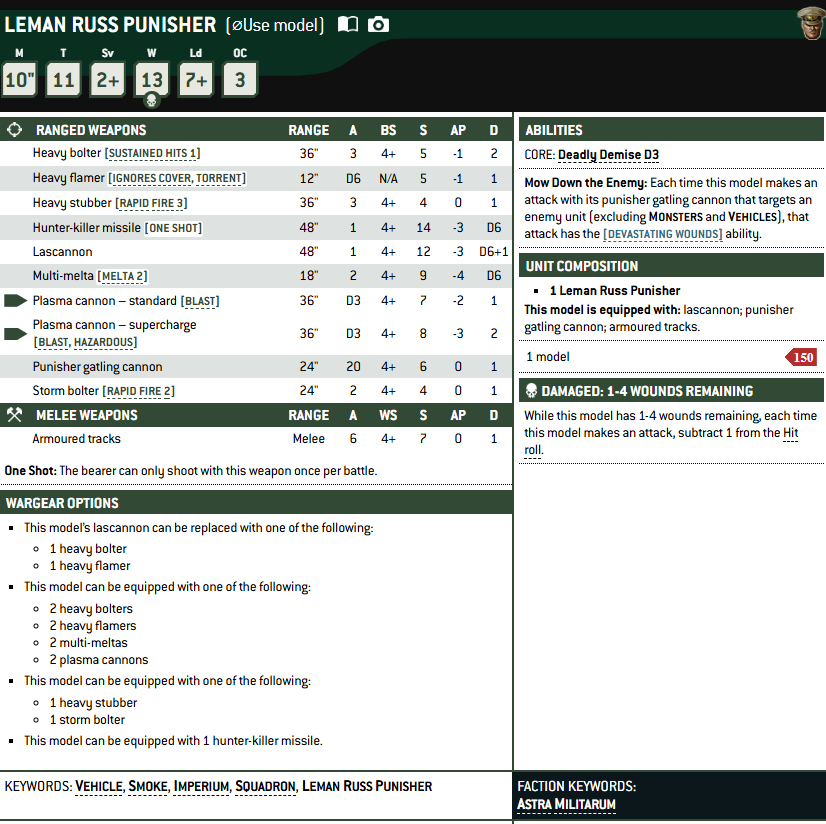 LEMAN RUSS PUNISHER (⌀Use model)
M T Sv W Ld OC
10" 11 2+ 13 7+ 3
RANGED WEAPONS RANGE A BS S AP D
Heavy bolter [SUSTAINED HITS 1] 36" 3 4+ 5 -1 2
Heavy flamer [IGNORES COVER, TORRENT] 12" D6 N/A 5 -1 1
Heavy stubber [RAPID FIRE 3] 36" 3 4+ 4 0 1
Hunter-killer missile [ONE SHOT] 48" 1 4+ 14 -3 D6
Lascannon 48" 1 4+ 12 -3 D6+1
Multi-melta [MELTA 2] 18" 2 4+ 9 -4 D6
Plasma cannon – standard [BLAST] 36" D3 4+ 7 -2 1
Plasma cannon – supercharge
[BLAST, HAZARDOUS] 36" D3 4+ 8 -3 2
Punisher gatling cannon 24" 20 4+ 6 0 1
Storm bolter [RAPID FIRE 2] 24" 2 4+ 4 0 1
MELEE WEAPONS RANGE A WS S AP D
Armoured tracks Melee 6 4+ 7 0 1
One Shot: The bearer can only shoot with this weapon once per battle.
WARGEAR OPTIONS
▪ This model's lascannon can be replaced with one of the following:
○ 1 heavy bolter
○ 1 heavy flamer
▪ This model can be equipped with one of the following:
○ 2 heavy bolters
○ 2 heavy flamers
○ 2 multi-meltas
○ 2 plasma cannons
▪ This model can be equipped with one of the following:
○ 1 heavy stubber
○ 1 storm bolter
▪ This model can be equipped with 1 hunter-killer missile.
ABILITIES
CORE: Deadly Demise D3
Mow Down the Enemy: Each time this model makes an
attack with its punisher gatling cannon that targets an
enemy unit (excluding MONSTERS and VEHICLES), that
attack has the [DEVASTATING WOUNDS] ability.
UNIT COMPOSITION
▪ 1 Leman Russ Punisher
This model is equipped with: lascannon; punisher
gatling cannon; armoured tracks.
1 model 150
DAMAGED: 1-4 WOUNDS REMAINING
While this model has 1-4 wounds remaining, each time
this model makes an attack, subtract 1 from the Hit
roll.
KEYWORDS: VEHICLE, SMOKE, IMPERIUM, SQUADRON, LEMAN RUSS PUNISHER
FACTION KEYWORDS:
ASTRA MILITARUM